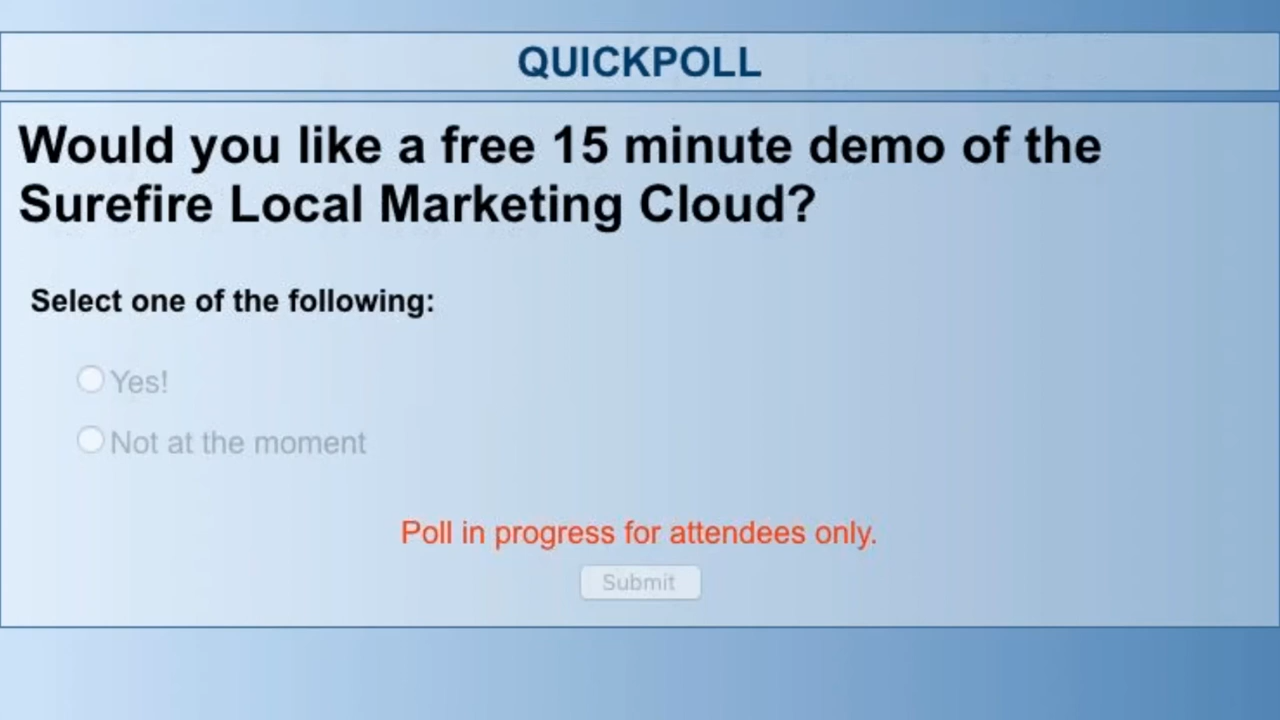 QUICKPOLL
Would you like a free 15 minute demo of the
Surefire Local Marketing Cloud?
Select one of the following:
Yes!
Not at the moment
Poll in progress for attendees only.
Submit